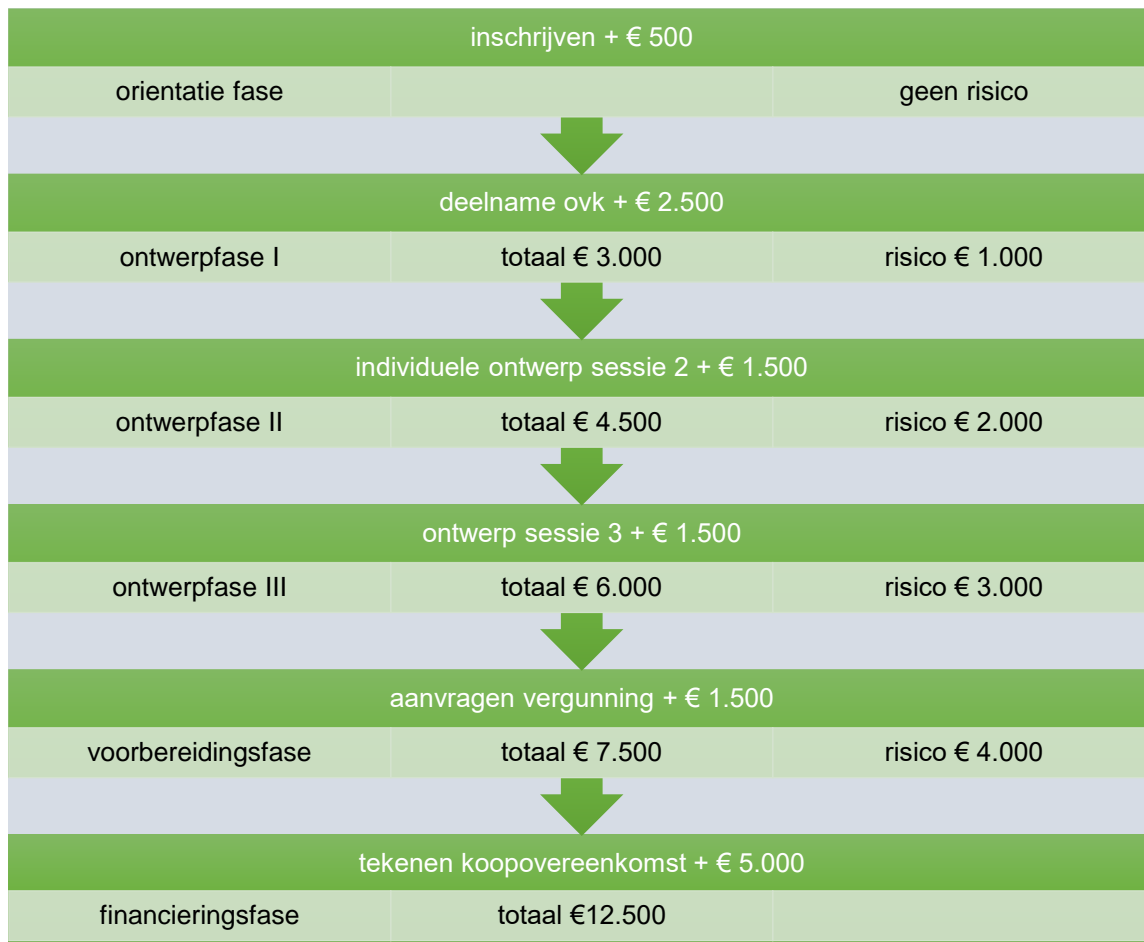 inschrijven + € 500
orientatie fase geen risico
deelname ovk + € 2.500
ontwerpfase I totaal € 3.000 risico € 1.000
individuele ontwerp sessie 2 + € 1.500
ontwerpfase II totaal € 4.500 risico € 2.000
ontwerp sessie 3 + € 1.500
ontwerpfase III totaal € 6.000 risico € 3.000
aanvragen vergunning + € 1.500
voorbereidingsfase totaal € 7.500 risico € 4.000
tekenen koopovereenkomst + € 5.000
financieringsfase totaal €12.500